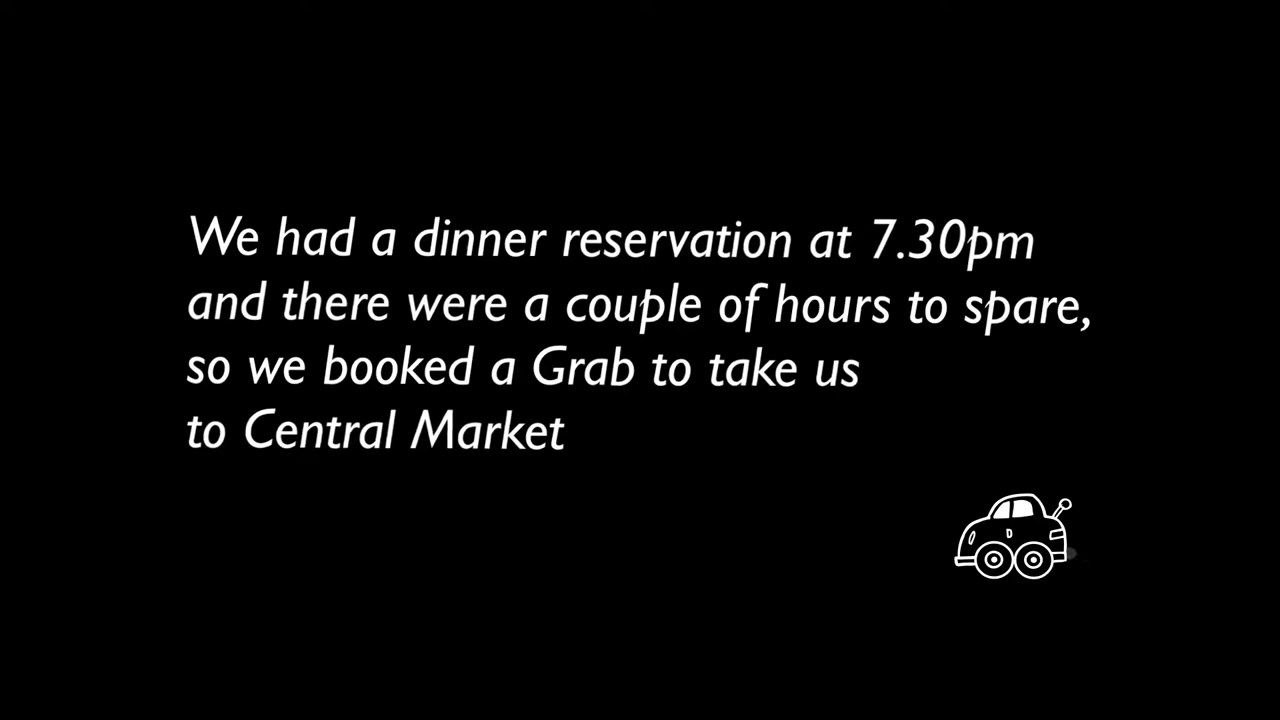 We had a dinner reservation at 7.30pm
and there were a couple of hours to spare,
so we booked a Grab to take us
to Central Market